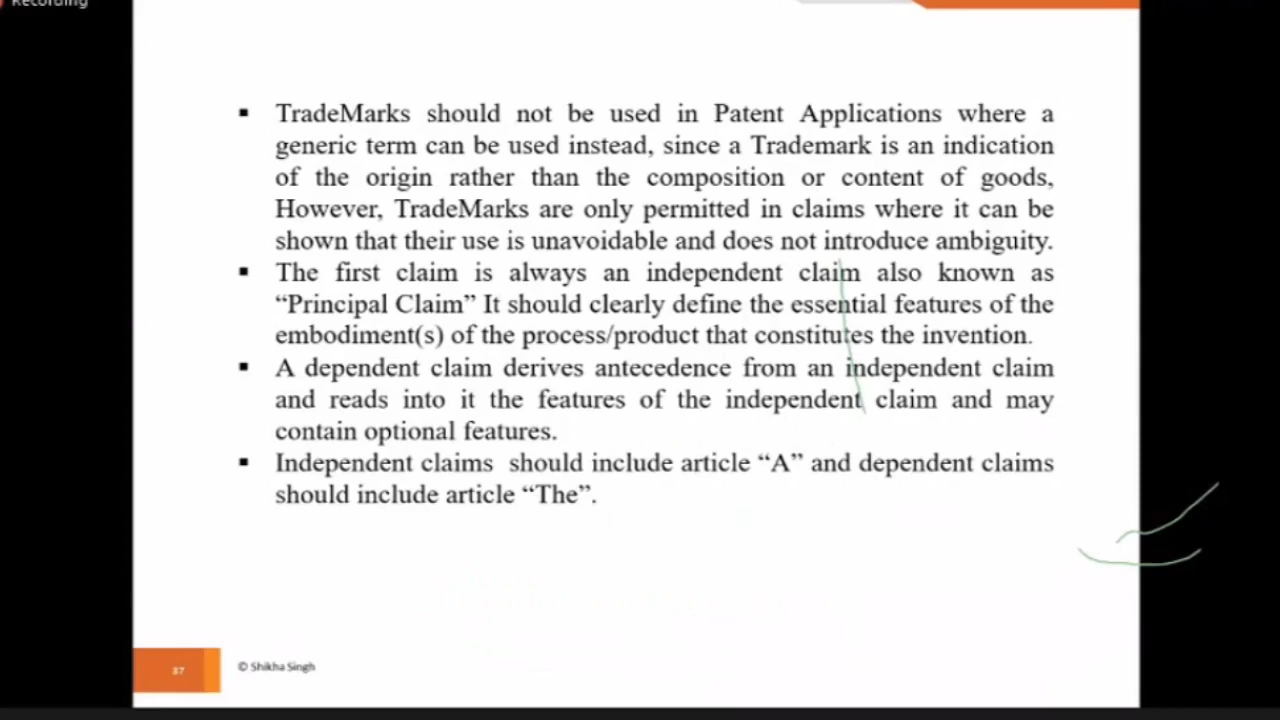 Recording
▪ TradeMarks should not be used in Patent Applications where a
generic term can be used instead, since a Trademark is an indication
of the origin rather than the composition or content of goods,
However, TradeMarks are only permitted in claims where it can be
shown that their use is unavoidable and does not introduce ambiguity.
▪ The first claim is always an independent claim also known as
“Principal Claim” It should clearly define the essential features of the
embodiment(s) of the process/product that constitutes the invention.
▪ A dependent claim derives antecedence from an independent claim
and reads into it the features of the independent claim and may
contain optional features.
▪ Independent claims should include article “A” and dependent claims
should include article “The”.
37
© Shikha Singh